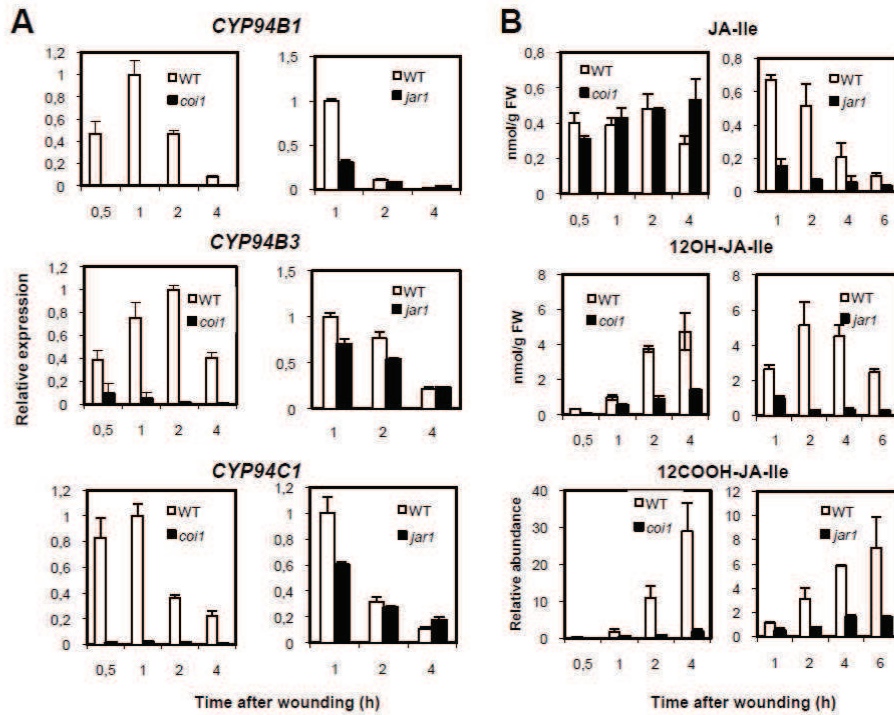 A
B
CYP94B1
JA-Ile
1,2
1
0,8
0,6
0,4
0,2
0
WT
coi1
0,5 1 2 4
1,5
1
0,5
0
WT
jar1
1 2 4
nmol/g FW
0,8
0,6
0,4
0,2
0
WT
coi1
0,5 1 2 4
0,8
0,6
0,4
0,2
0
WT
jar1
1 2 4 6
CYP94B3
12OH-JA-Ile
Relative expression
1,2
1
0,8
0,6
0,4
0,2
0
WT
coi1
0,5 1 2 4
1,5
1
0,5
0
WT
jar1
1 2 4
nmol/g FW
8
6
4
2
0
WT
coi1
0,5 1 2 4
8
6
4
2
0
WT
jar1
1 2 4 6
CYP94C1
12COOH-JA-Ile
1,2
1
0,8
0,6
0,4
0,2
0
WT
coi1
0,5 1 2 4
1,2
1
0,8
0,6
0,4
0,2
0
WT
jar1
1 2 4
Relative abundance
40
30
20
10
0
WT
coi1
0,5 1 2 4
12
10
8
6
4
2
0
WT
jar1
1 2 4 6
Time after wounding (h)
Time after wounding (h)